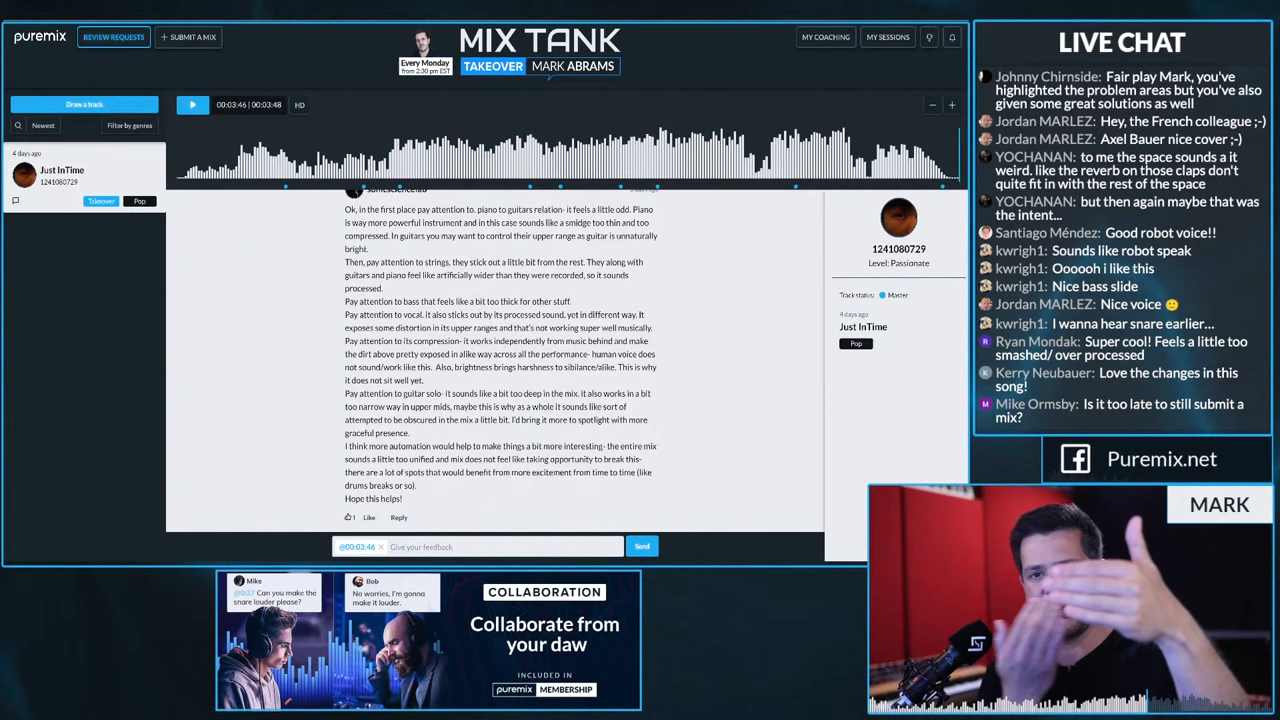 puremix
REVIEW REQUESTS
+ SUBMIT A MIX
Every Monday
from 2:30 pm EST
MIX TANK
TAKEOVER MARK ABRAMS
MY COACHING
MY SESSIONS
Draw a track
Newest
Filter by genres
4 days ago
Just InTime
1241080729
Takeover
Pop
00:03:46 | 00:03:48
HD
Ok, in the first place pay attention to. piano to guitars relation- it feels a little odd. Piano
is way more powerful instrument and in this case sounds like a smidge too thin and too
compressed. In guitars you may want to control their upper range as guitar is unnaturally
bright.
Then, pay attention to strings, they stick out a little bit from the rest. They along with
guitars and piano feel like artificially wider than they were recorded, so it sounds
processed.
Pay attention to bass that feels like a bit too thick for other stuff.
Pay attention to vocal. it also sticks out by its processed sound. yet in different way. It
exposes some distortion in its upper ranges and that's not working super well musically.
Pay attention to its compression- it works independently from music behind and make
the dirt above pretty exposed in alike way across all the performance- human voice does
not sound/work like this. Also, brightness brings harshness to sibilance/alike. This is why
it does not sit well yet.
Pay attention to guitar solo- it sounds like a bit too deep in the mix. it also works in a bit
too narrow way in upper mids, maybe this is why as a whole it sounds like sort of
attempted to be obscured in the mix a little bit. I'd bring it more to spotlight with more
graceful presence.
I think more automation would help to make things a bit more interesting- the entire mix
sounds a little too unified and mix does not feel like taking opportunity to break this-
there are a lot of spots that would benefit from more excitement from time to time (like
drums breaks or so).
Hope this helps!
1 Like Reply
@00:03:46 × Give your feedback
Send
1241080729
Level: Passionate
Track status: Master
4 days ago
Just InTime
Pop
LIVE CHAT
Johnny Chirnside: Fair play Mark, you've
highlighted the problem areas but you've also
given some great solutions as well
Jordan MARLEZ: Hey, the French colleague ;-)
Jordan MARLEZ: Axel Bauer nice cover ;-)
YOCHANAN: to me the space sounds a it
weird. like the reverb on those claps don't
quite fit in with the rest of the space
YOCHANAN: but then again maybe that was
the intent...
Santiago Méndez: Good robot voice!!
kwrigh1: Sounds like robot speak
kwrigh1: Oooooh i like this
kwrigh1: Nice bass slide
Jordan MARLEZ: Nice voice 🙂
kwrigh1: I wanna hear snare earlier...
Ryan Mondak: Super cool! Feels a little too
smashed/ over processed
Kerry Neubauer: Love the changes in this
song!
Mike Ormsby: Is it too late to still submit a
mix?
Puremix.net
MARK
Mike
@0:27 Can you make the
snare louder please?
Bob
No worries, I'm gonna
make it louder.
COLLABORATION
Collaborate from
your daw
INCLUDED IN
puremix MEMBERSHIP